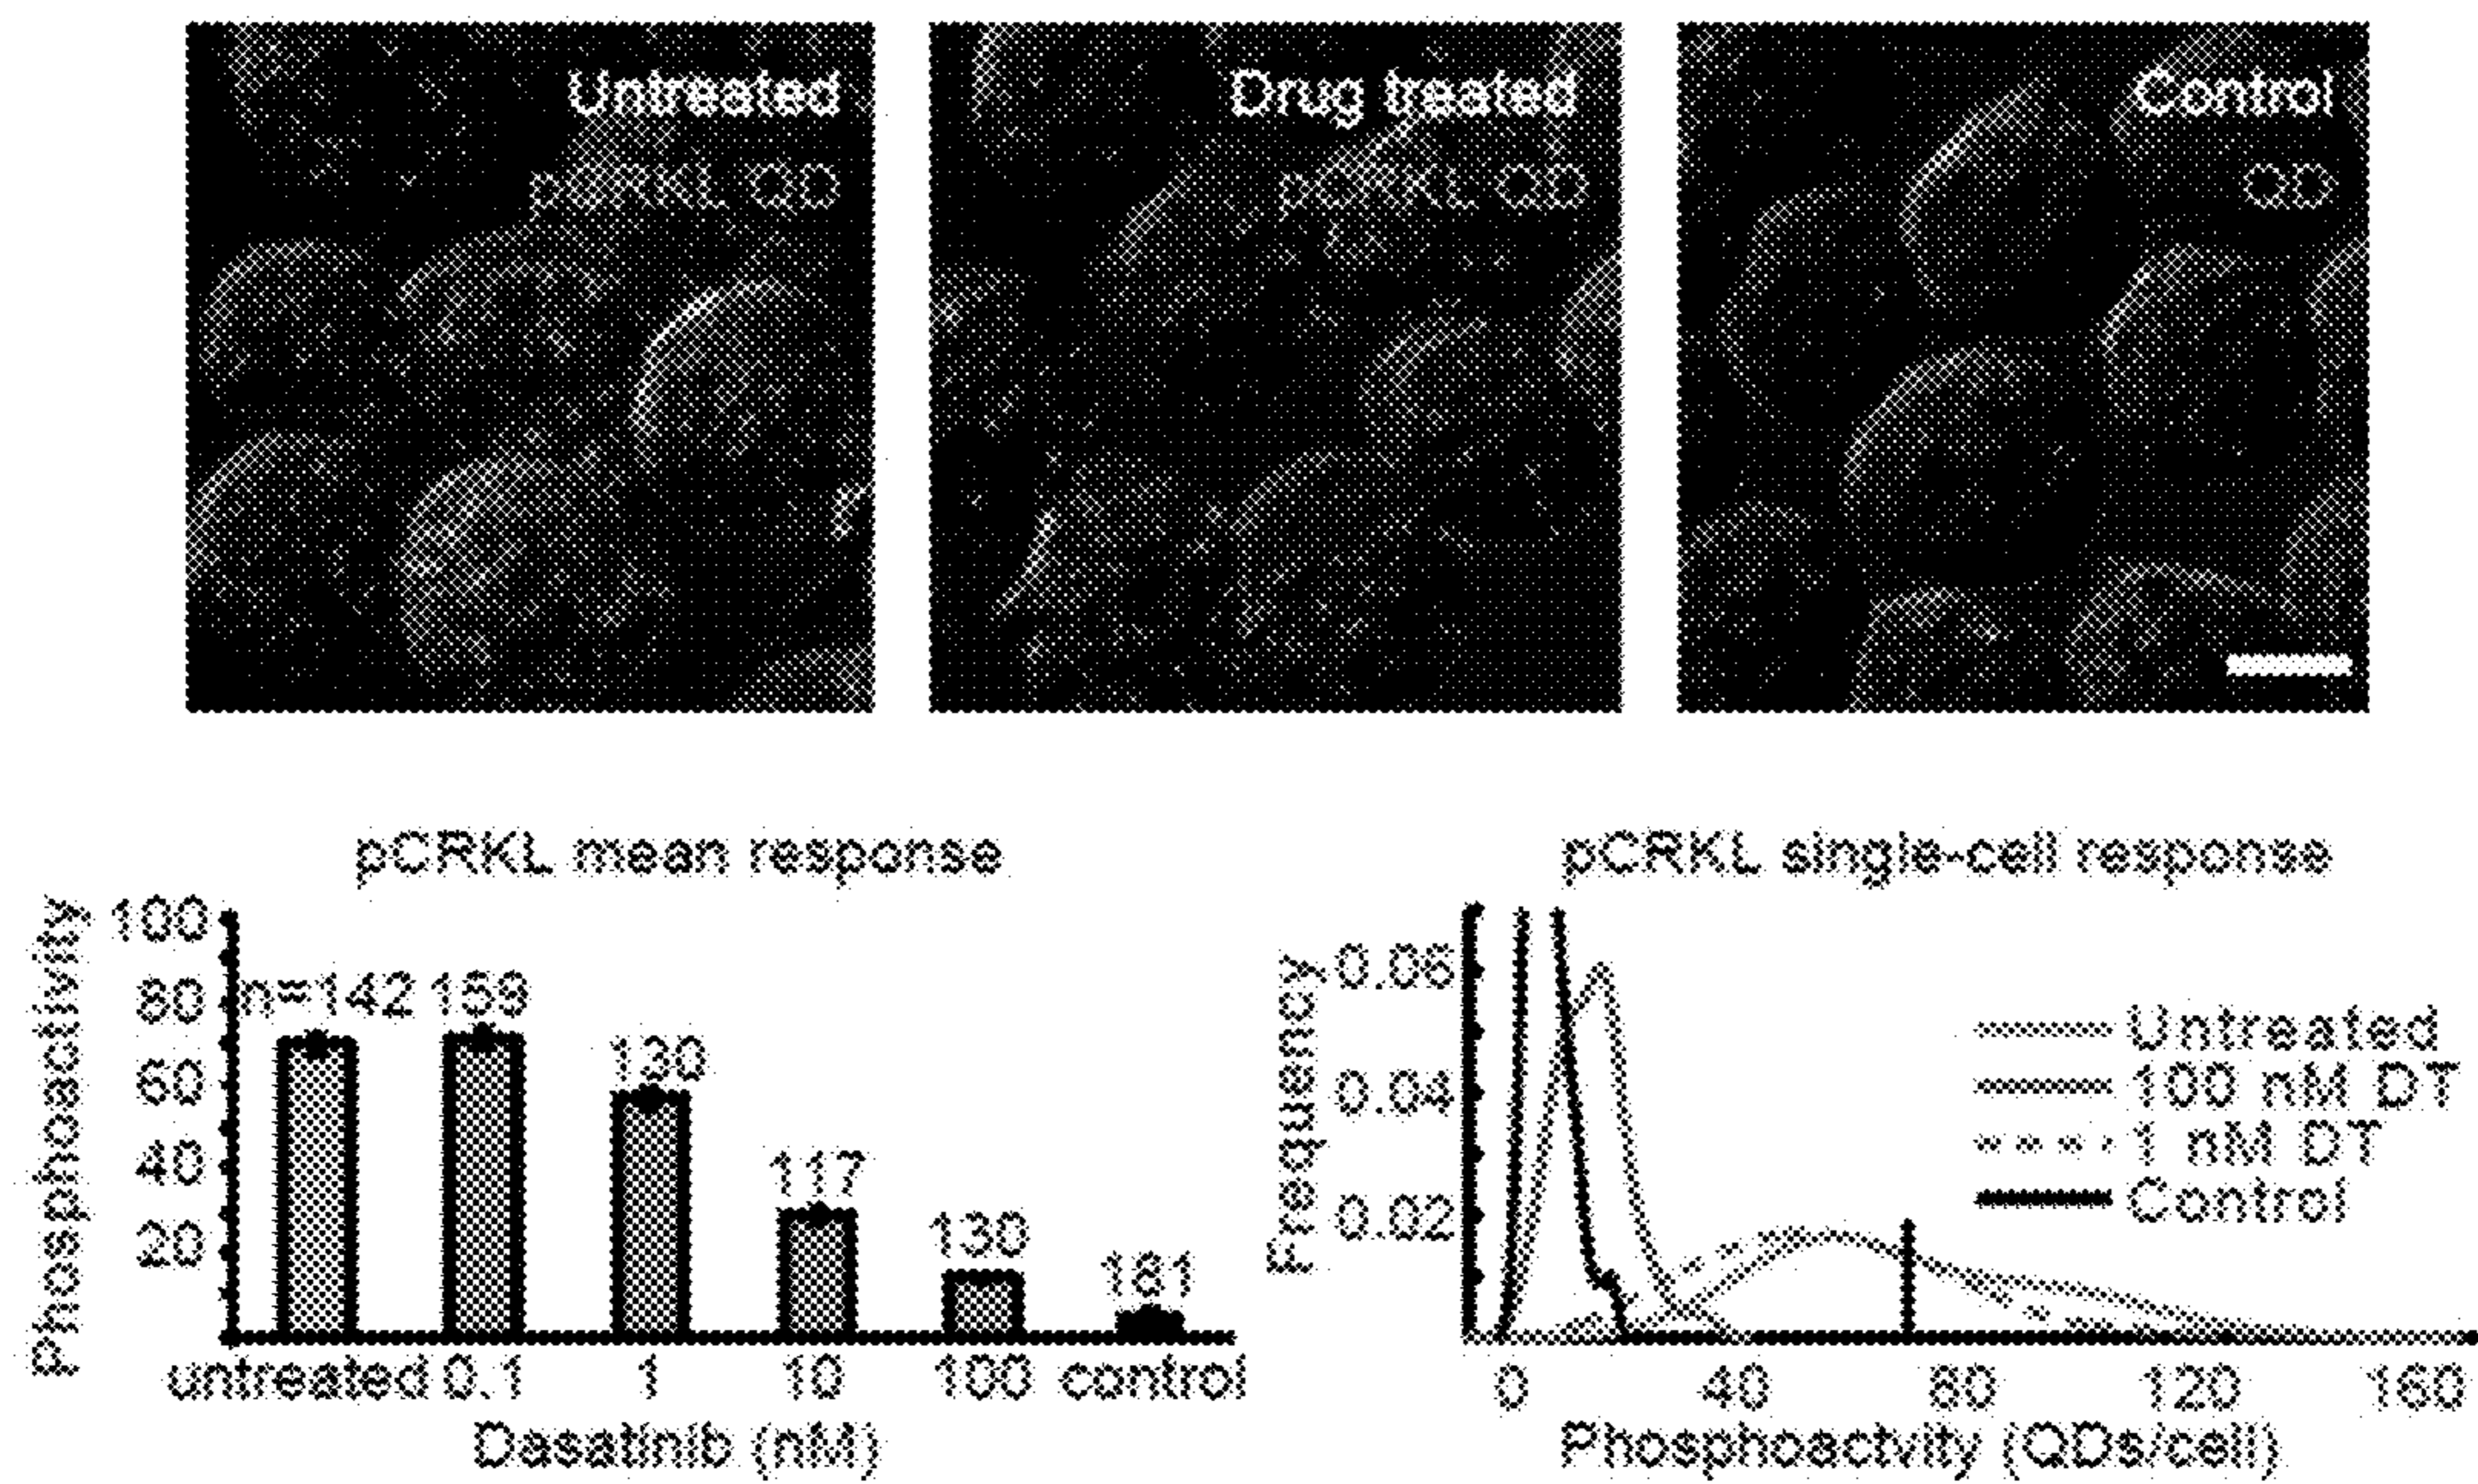 Untreated
pCRKL QD
Drug treated
pCRKL QD
Control
QD
pCRKL mean response
Phosphoactivity
100
80
60
40
20
n=142
159
130
117
130
181
untreated 0.1 1 10 100 control
Dasatinib (nM)
pCRKL single-cell response
Frequency
0.06
0.04
0.02
Untreated
100 nM DT
1 nM DT
Control
0 40 80 120 160
Phosphoactvity (QDs/cell)